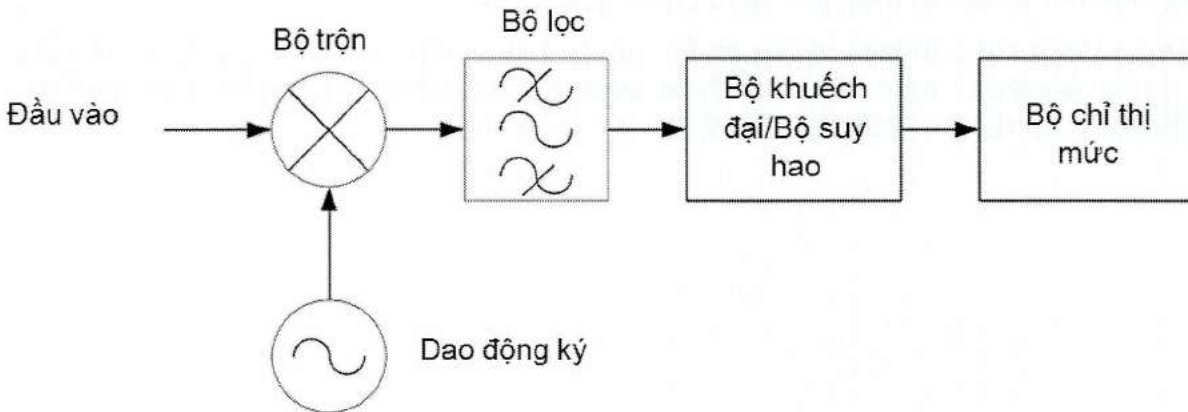 Bộ trộn
Bộ lọc
Đầu vào
Bộ khuếch
đại/Bộ suy
hao
Bộ chỉ thị
mức
Dao động ký